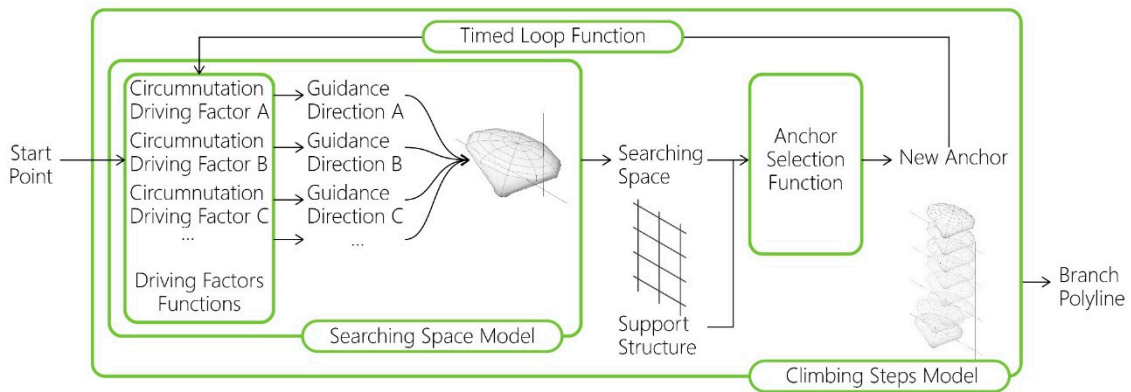 Timed Loop Function
Start
Point
Circumnutation
Driving Factor A
Circumnutation
Driving Factor B
Circumnutation
Driving Factor C
...
Driving Factors
Functions
Guidance
Direction A
Guidance
Direction B
Guidance
Direction C
...
Searching Space Model
Searching
Space
Support
Structure
Anchor
Selection
Function
New Anchor
Climbing Steps Model
Branch
Polyline